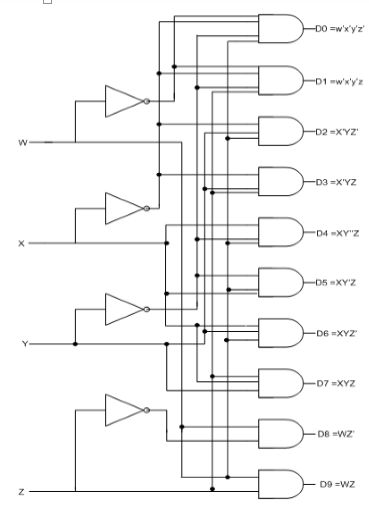 D0 =w'x'y'z'
D1 =w'x'y'z
W
D2 =X'YZ'
D3 =X'YZ
X
D4 =XY''Z
D5 =XY'Z
Y
D6 =XYZ'
D7 =XYZ
D8 =WZ'
Z
D9 =WZ